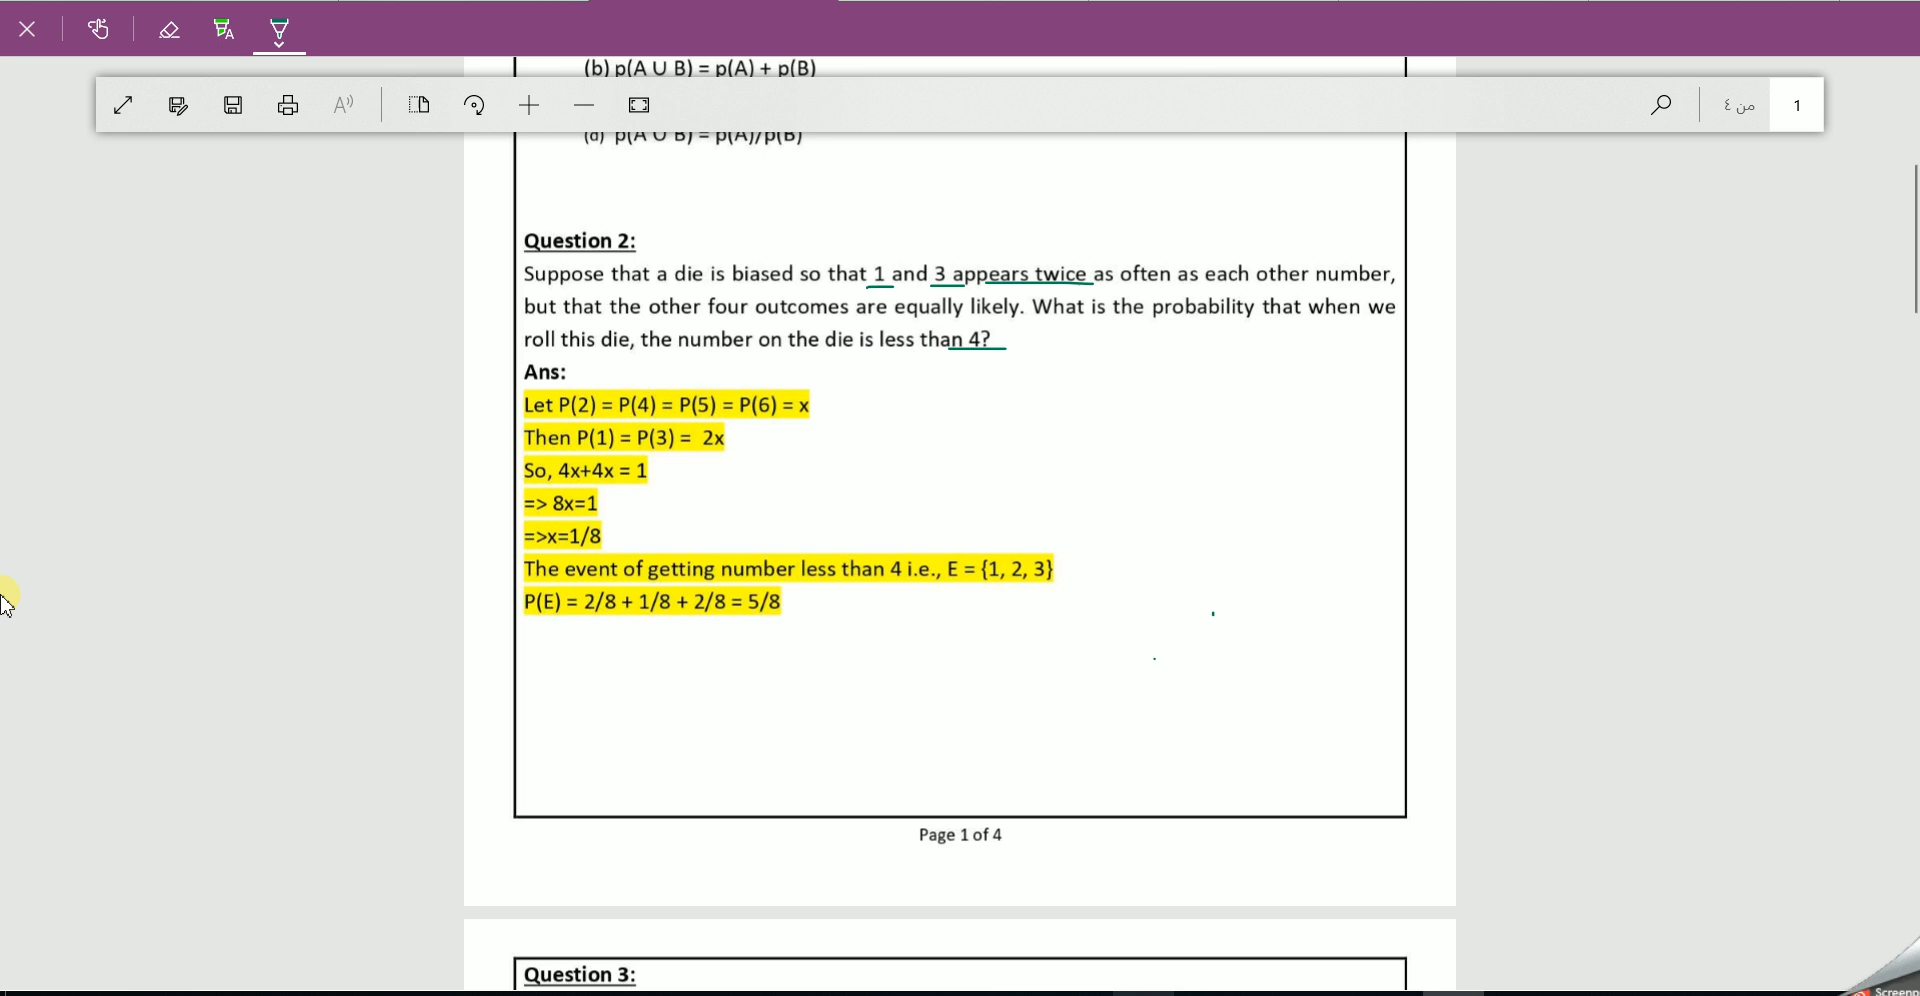 (b) p(A ∪ B) = p(A) + p(B)
من ٤
1
(d) p(A ∪ B) = p(A)/p(B)
Question 2:
Suppose that a die is biased so that 1 and 3 appears twice as often as each other number,
but that the other four outcomes are equally likely. What is the probability that when we
roll this die, the number on the die is less than 4?
Ans:
Let P(2) = P(4) = P(5) = P(6) = x
Then P(1) = P(3) =  2x
So, 4x+4x = 1
=> 8x=1
=>x=1/8
The event of getting number less than 4 i.e., E = {1, 2, 3}
P(E) = 2/8 + 1/8 + 2/8 = 5/8
Page 1 of 4
Question 3: